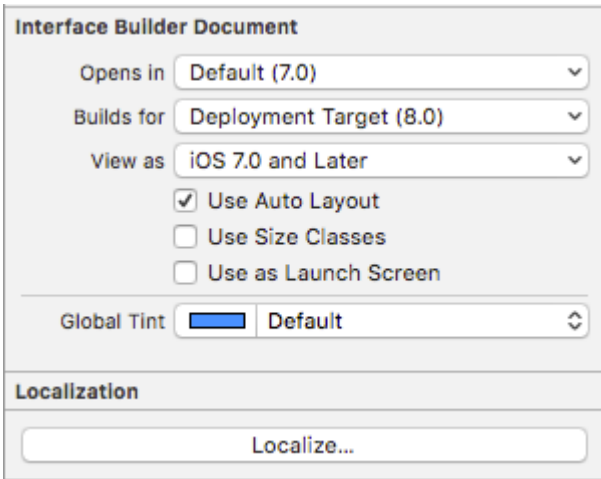 Interface Builder Document
Opens in Default (7.0)
Builds for Deployment Target (8.0)
View as iOS 7.0 and Later
Use Auto Layout
Use Size Classes
Use as Launch Screen
Global Tint Default
Localization
Localize...